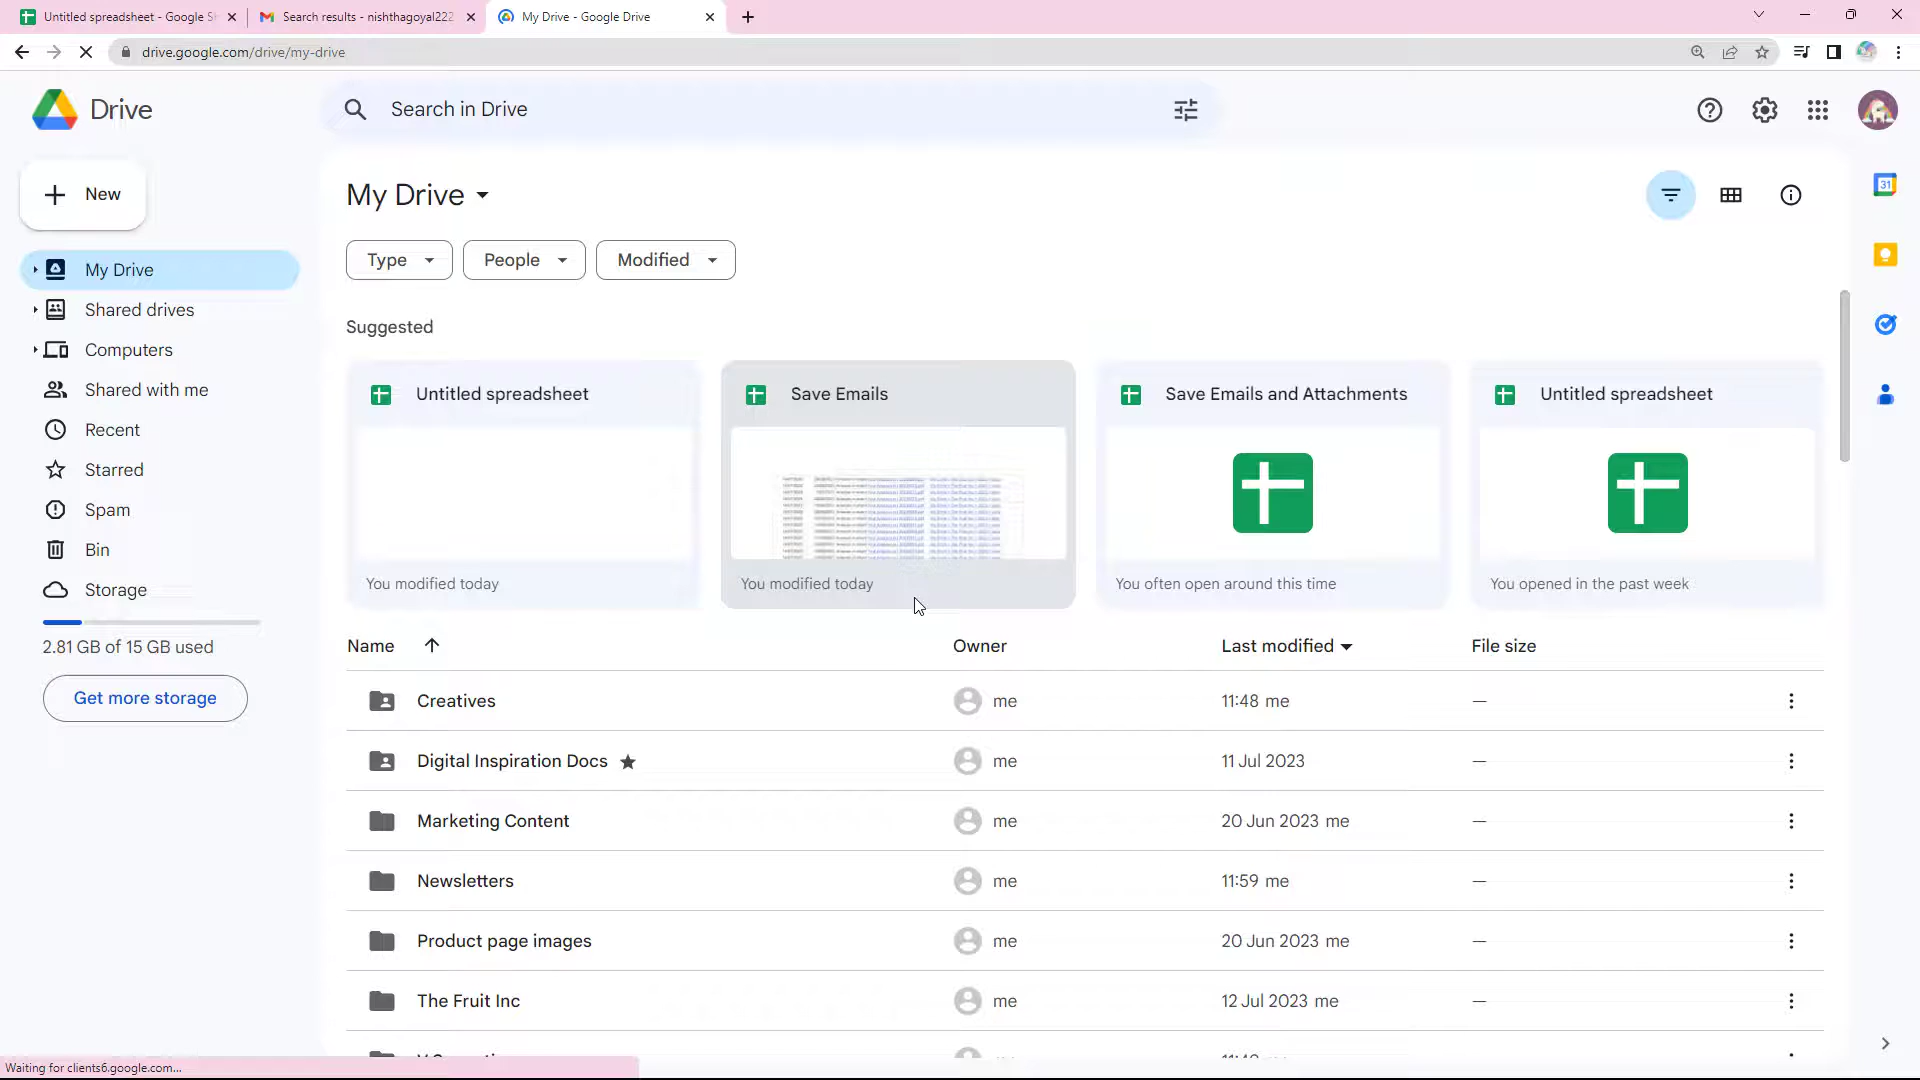 Untitled spreadsheet - Google S
Search results - nishthagoyal222
My Drive - Google Drive
drive.google.com/drive/my-drive
Drive
Search in Drive
New
My Drive
Type
People
Modified
My Drive
Shared drives
Computers
Shared with me
Recent
Starred
Spam
Bin
Storage
2.81 GB of 15 GB used
Get more storage
Suggested
Untitled spreadsheet
You modified today
Save Emails
You modified today
Save Emails and Attachments
You often open around this time
Untitled spreadsheet
You opened in the past week
31
Name Owner Last modified File size
Creatives me 11:48 me —
Digital Inspiration Docs me 11 Jul 2023 —
Marketing Content me 20 Jun 2023 me —
Newsletters me 11:59 me —
Product page images me 20 Jun 2023 me —
The Fruit Inc me 12 Jul 2023 me —
Waiting for clients6.google.com...